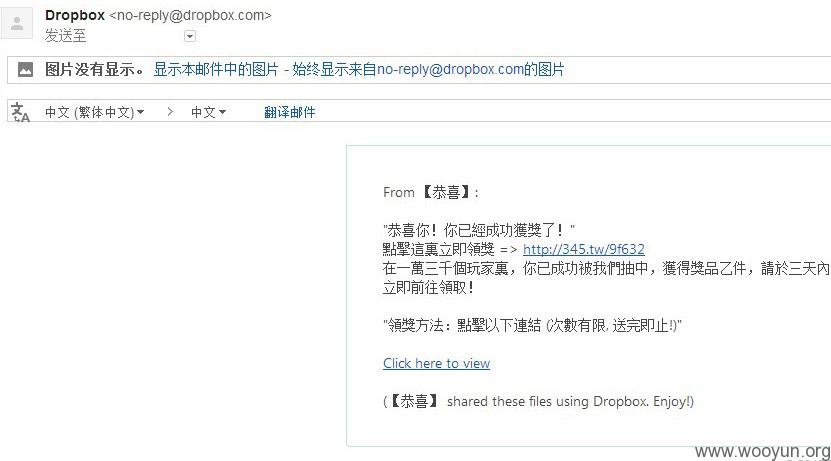 Dropbox <no-reply@dropbox.com>
发送至
图片没有显示。 显示本邮件中的图片 - 始终显示来自no-reply@dropbox.com的图片
中文 (繁体中文) > 中文 翻译邮件
From 【恭喜】:
"恭喜你！你已經成功獲獎了！"
點擊這裏立即領獎 => http://345.tw/9f632
在一萬三千個玩家裏，你已成功被我們抽中，獲得獎品乙件，請於三天內
立即前往領取！
"領獎方法：點擊以下連結 (次數有限, 送完即止!)"
Click here to view
(【恭喜】 shared these files using Dropbox. Enjoy!)
www.wooyun.org